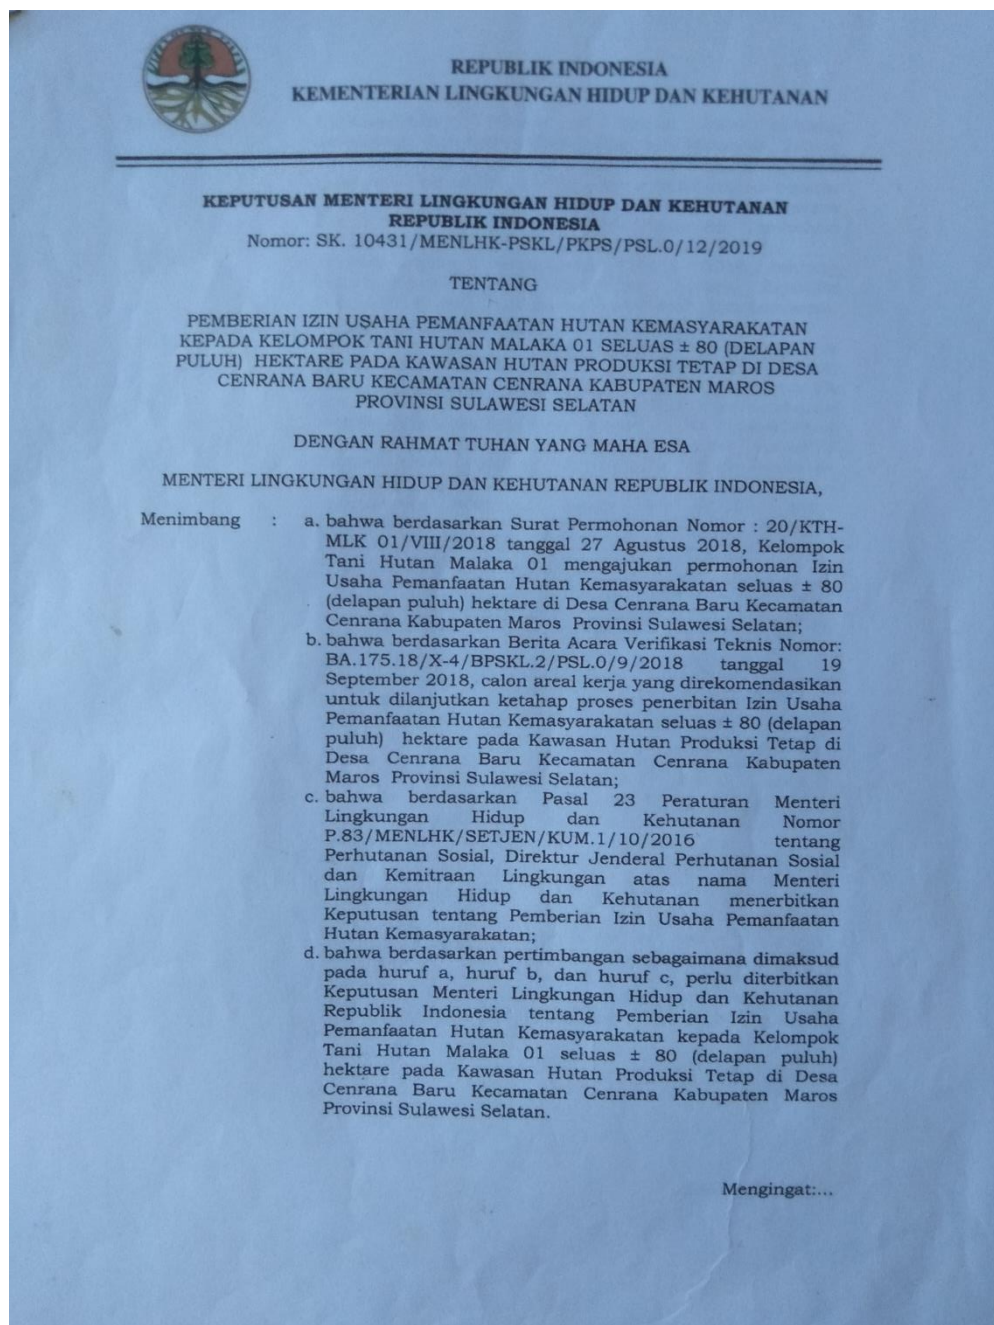 REPUBLIK INDONESIA
KEMENTERIAN LINGKUNGAN HIDUP DAN KEHUTANAN
KEPUTUSAN MENTERI LINGKUNGAN HIDUP DAN KEHUTANAN
REPUBLIK INDONESIA
Nomor: SK. 10431/MENLHK-PSKL/PKPS/PSL.0/12/2019
TENTANG
PEMBERIAN IZIN USAHA PEMANFAATAN HUTAN KEMASYARAKATAN
KEPADA KELOMPOK TANI HUTAN MALAKA 01 SELUAS ± 80 (DELAPAN
PULUH) HEKTARE PADA KAWASAN HUTAN PRODUKSI TETAP DI DESA
CENRANA BARU KECAMATAN CENRANA KABUPATEN MAROS
PROVINSI SULAWESI SELATAN
DENGAN RAHMAT TUHAN YANG MAHA ESA
MENTERI LINGKUNGAN HIDUP DAN KEHUTANAN REPUBLIK INDONESIA,
Menimbang : a. bahwa berdasarkan Surat Permohonan Nomor : 20/KTH-
MLK 01/VIII/2018 tanggal 27 Agustus 2018, Kelompok
Tani Hutan Malaka 01 mengajukan permohonan Izin
Usaha Pemanfaatan Hutan Kemasyarakatan seluas ± 80
(delapan puluh) hektare di Desa Cenrana Baru Kecamatan
Cenrana Kabupaten Maros Provinsi Sulawesi Selatan;
b. bahwa berdasarkan Berita Acara Verifikasi Teknis Nomor:
BA.175.18/X-4/BPSKL.2/PSL.0/9/2018 tanggal 19
September 2018, calon areal kerja yang direkomendasikan
untuk dilanjutkan ketahap proses penerbitan Izin Usaha
Pemanfaatan Hutan Kemasyarakatan seluas ± 80 (delapan
puluh) hektare pada Kawasan Hutan Produksi Tetap di
Desa Cenrana Baru Kecamatan Cenrana Kabupaten
Maros Provinsi Sulawesi Selatan;
c. bahwa berdasarkan Pasal 23 Peraturan Menteri
Lingkungan Hidup dan Kehutanan Nomor
P.83/MENLHK/SETJEN/KUM.1/10/2016 tentang
Perhutanan Sosial, Direktur Jenderal Perhutanan Sosial
dan Kemitraan Lingkungan atas nama Menteri
Lingkungan Hidup dan Kehutanan menerbitkan
Keputusan tentang Pemberian Izin Usaha Pemanfaatan
Hutan Kemasyarakatan;
d. bahwa berdasarkan pertimbangan sebagaimana dimaksud
pada huruf a, huruf b, dan huruf c, perlu diterbitkan
Keputusan Menteri Lingkungan Hidup dan Kehutanan
Republik Indonesia tentang Pemberian Izin Usaha
Pemanfaatan Hutan Kemasyarakatan kepada Kelompok
Tani Hutan Malaka 01 seluas ± 80 (delapan puluh)
hektare pada Kawasan Hutan Produksi Tetap di Desa
Cenrana Baru Kecamatan Cenrana Kabupaten Maros
Provinsi Sulawesi Selatan.
Mengingat:...